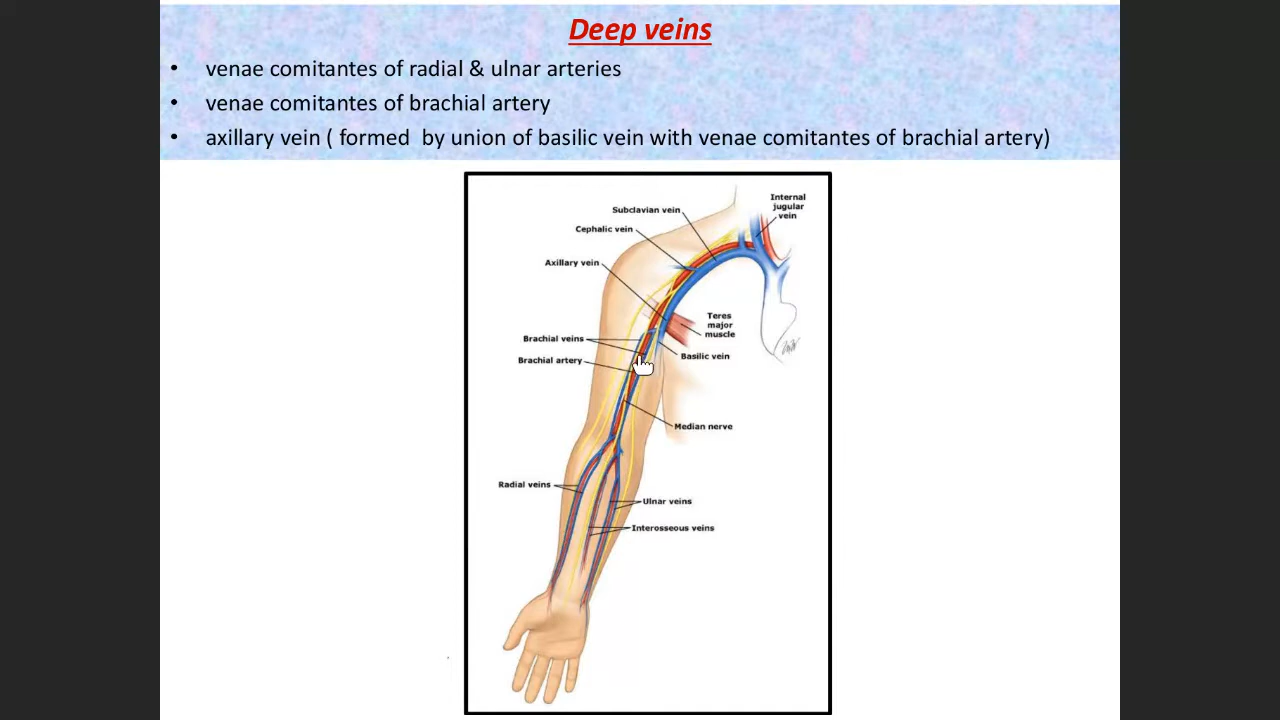 Deep veins
• venae comitantes of radial & ulnar arteries
• venae comitantes of brachial artery
• axillary vein ( formed  by union of basilic vein with venae comitantes of brachial artery)
Internal
jugular
vein
Subclavian vein
Cephalic vein
Axillary vein
Teres
major
muscle
Brachial veins
Basilic vein
Brachial artery
Median nerve
Radial veins
Ulnar veins
Interosseous veins